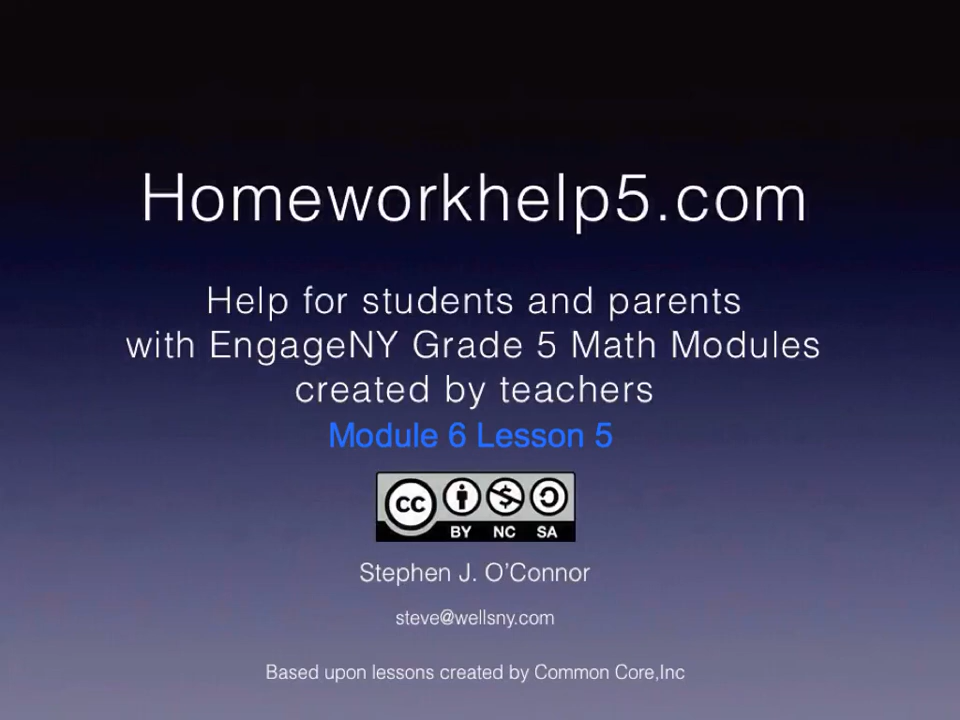 Homeworkhelp5.com
Help for students and parents
with EngageNY Grade 5 Math Modules
created by teachers
Module 6 Lesson 5
cc
BY NC SA
Stephen J. O'Connor
steve@wellsny.com
Based upon lessons created by Common Core,Inc